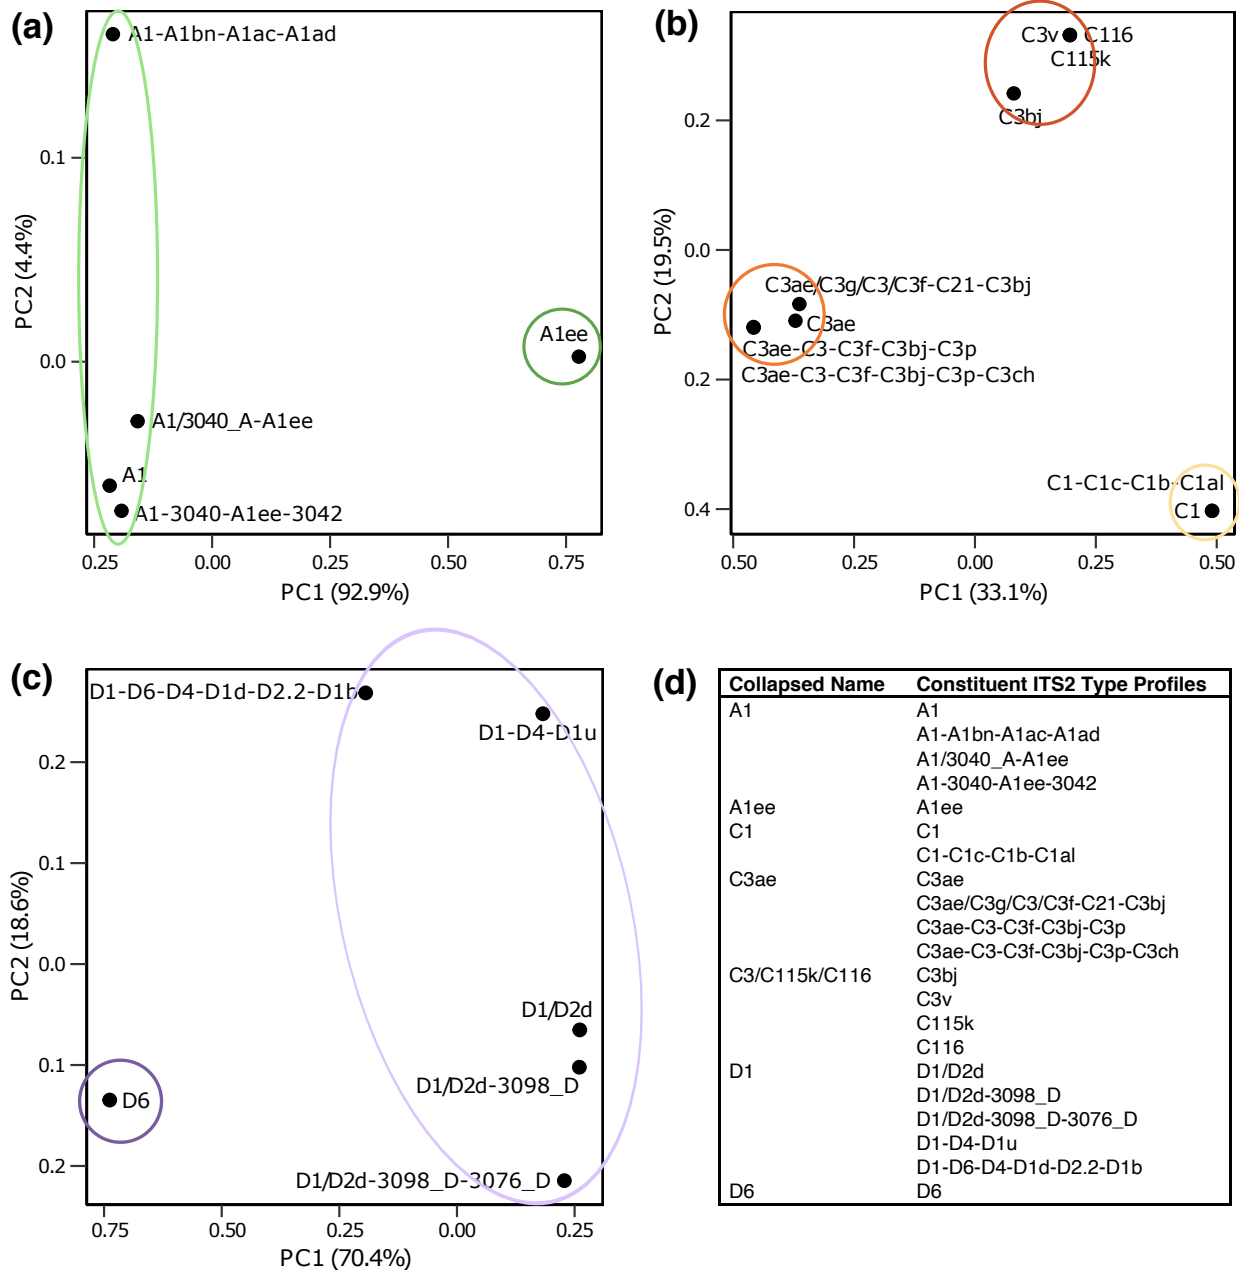 (a)
A1-A1bn-A1ac-A1ad
0.1
0.0
PC2 (4.4%)
A1ee
A1/3040_A-A1ee
A1
A1-3040-A1ee-3042
0.25 0.00 0.25 0.50 0.75
PC1 (92.9%)
(b)
C3v C116
C115k
C3bj
0.2
0.0
0.2
0.4
PC2 (19.5%)
C3ae/C3g/C3/C3f-C21-C3bj
C3ae
C3ae-C3-C3f-C3bj-C3p
C3ae-C3-C3f-C3bj-C3p-C3ch
C1-C1c-C1b-C1al
C1
0.50 0.25 0.00 0.25 0.50
PC1 (33.1%)
(c)
D1-D6-D4-D1d-D2.2-D1b
D1-D4-D1u
0.2
0.1
0.0
0.1
0.2
PC2 (18.6%)
D1/D2d
D1/D2d-3098_D
D6
D1/D2d-3098_D-3076_D
0.75 0.50 0.25 0.00 0.25
PC1 (70.4%)
(d)
Collapsed Name Constituent ITS2 Type Profiles
A1 A1
A1-A1bn-A1ac-A1ad
A1/3040_A-A1ee
A1-3040-A1ee-3042
A1ee A1ee
C1 C1
C1-C1c-C1b-C1al
C3ae C3ae
C3ae/C3g/C3/C3f-C21-C3bj
C3ae-C3-C3f-C3bj-C3p
C3ae-C3-C3f-C3bj-C3p-C3ch
C3/C115k/C116 C3bj
C3v
C115k
C116
D1 D1/D2d
D1/D2d-3098_D
D1/D2d-3098_D-3076_D
D1-D4-D1u
D1-D6-D4-D1d-D2.2-D1b
D6 D6